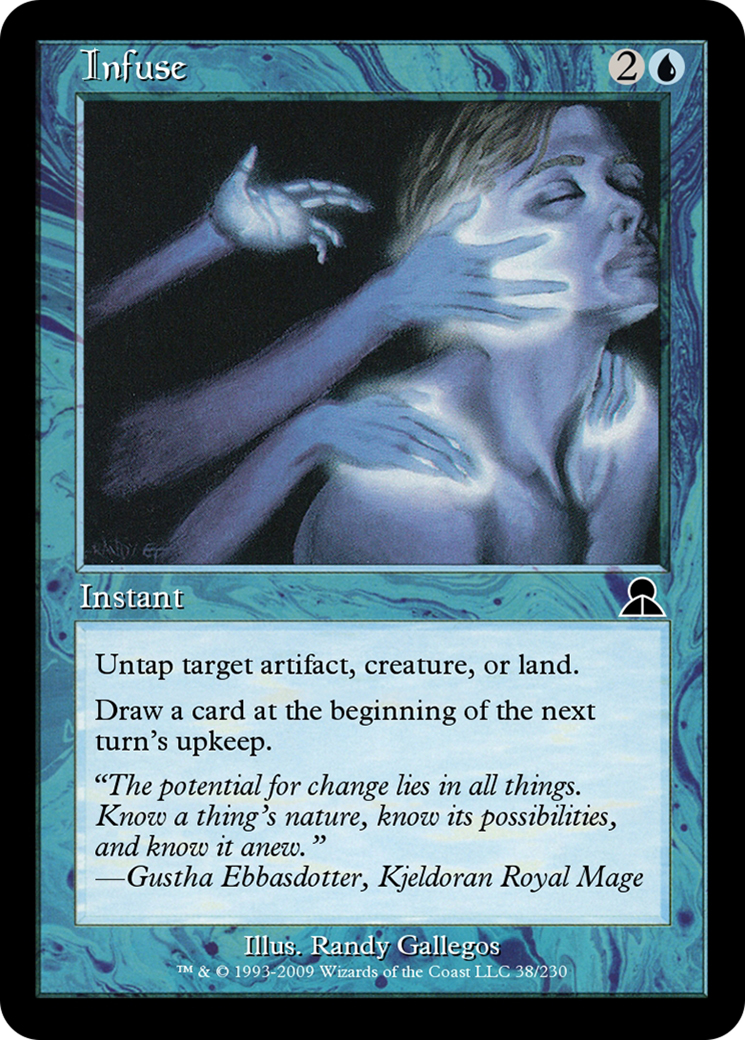 Infuse
2
Instant
Untap target artifact, creature, or land.
Draw a card at the beginning of the next
turn's upkeep.
“The potential for change lies in all things.
Know a thing's nature, know its possibilities,
and know it anew.”
—Gustha Ebbasdotter, Kjeldoran Royal Mage
Illus. Randy Gallegos
™ & © 1993-2009 Wizards of the Coast LLC 38/230